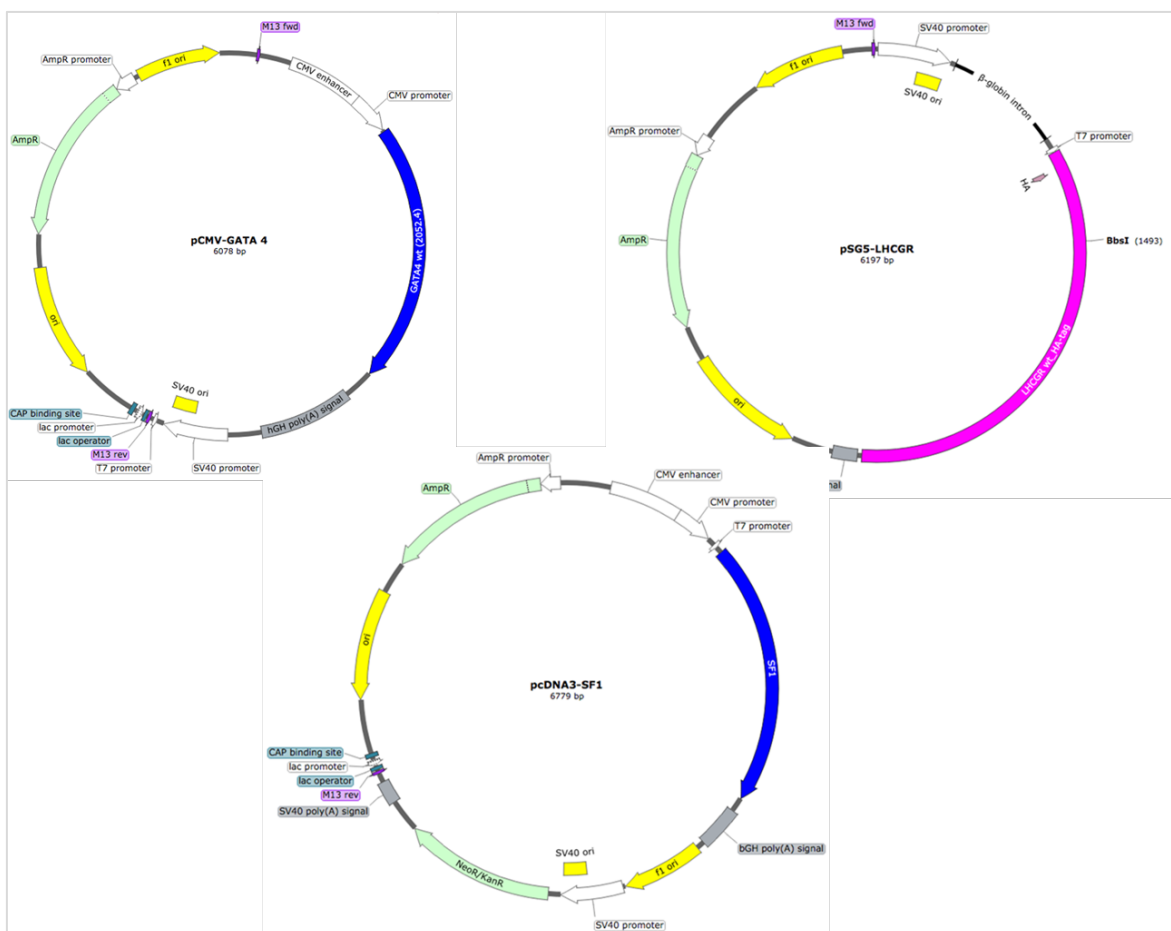 M13 fwd
AmpR promoter
f1 ori
CMV enhancer
CMV promoter
AmpR
GATA4 wt (2052.4)
pCMV-GATA 4
6078 bp
ori
SV40 ori
CAP binding site
lac promoter
lac operator
M13 rev
T7 promoter
SV40 promoter
hGH poly(A) signal
M13 fwd
SV40 promoter
f1 ori
SV40 ori
β-globin intron
AmpR promoter
T7 promoter
HA
AmpR
pSG5-LHCGR
6197 bp
BbsI (1493)
LHCGR wt_HA-tag
ori
nal
AmpR promoter
CMV enhancer
AmpR
CMV promoter
T7 promoter
ori
SF1
pcDNA3-SF1
6779 bp
CAP binding site
lac promoter
lac operator
M13 rev
SV40 poly(A) signal
bGH poly(A) signal
SV40 ori
f1 ori
NeoR/KanR
SV40 promoter